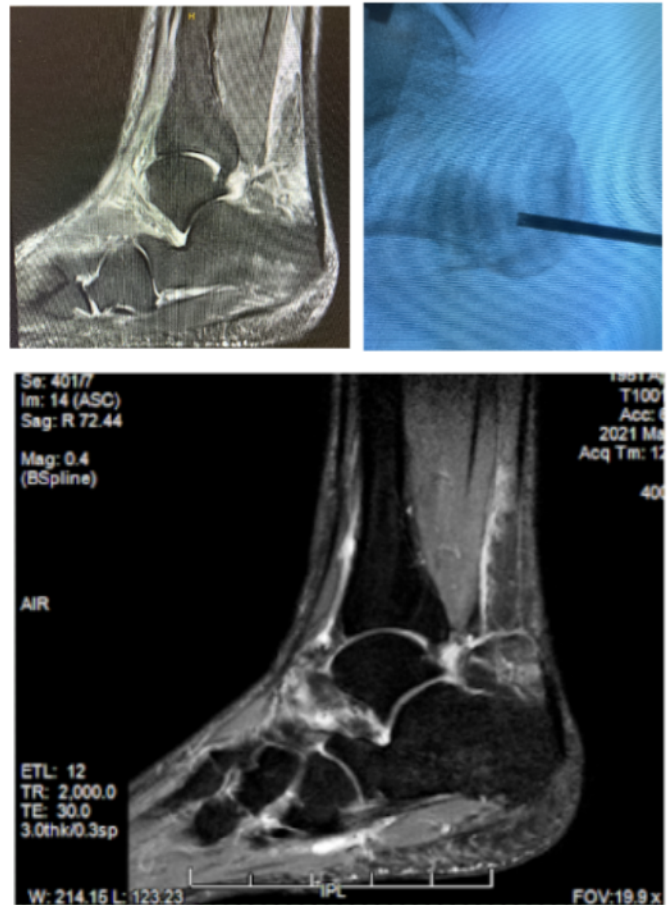 H
Se: 401/7
Im: 14 (ASC)
Sag: R 72.44
Mag: 0.4
(BSpline)
T1001
Acc:
2021 Ma
Acq Tm: 12
400
AIR
ETL: 12
TR: 2,000.0
TE: 30.0
3.0thk/0.3sp
W: 214.15 L: 123.23
IPL
FOV:19.9 x